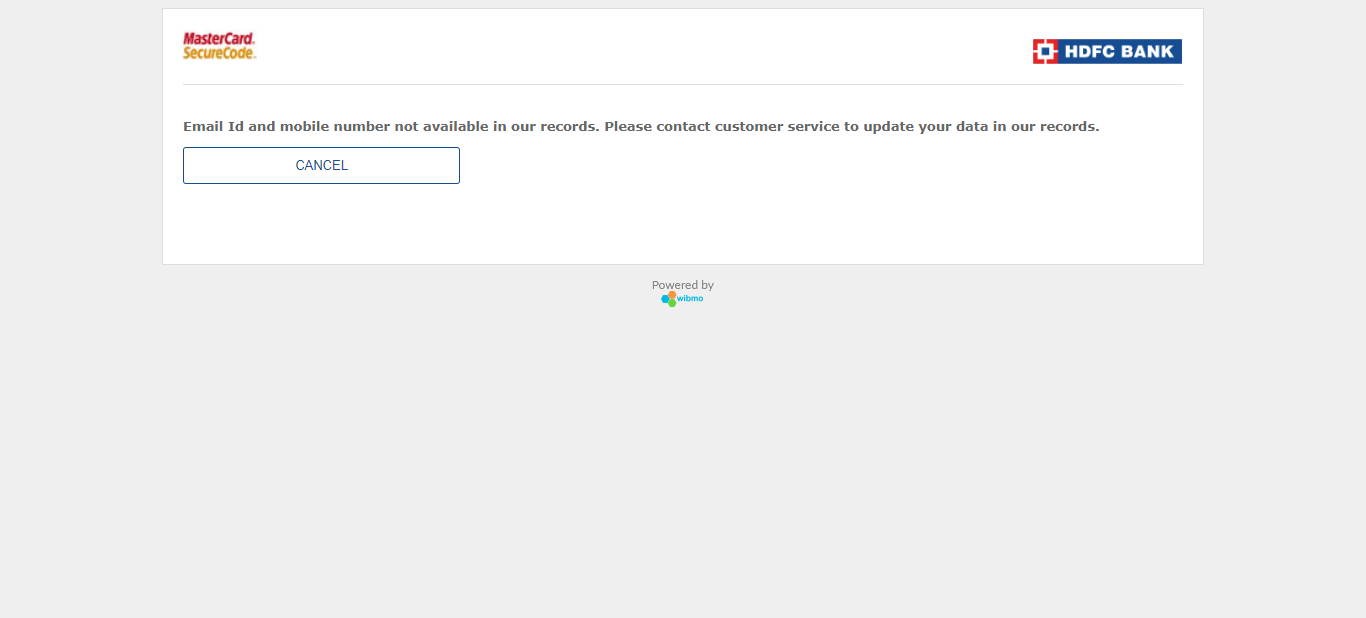 MasterCard.
SecureCode.
HDFC BANK
Email Id and mobile number not available in our records. Please contact customer service to update your data in our records.
CANCEL
Powered by
wibmo